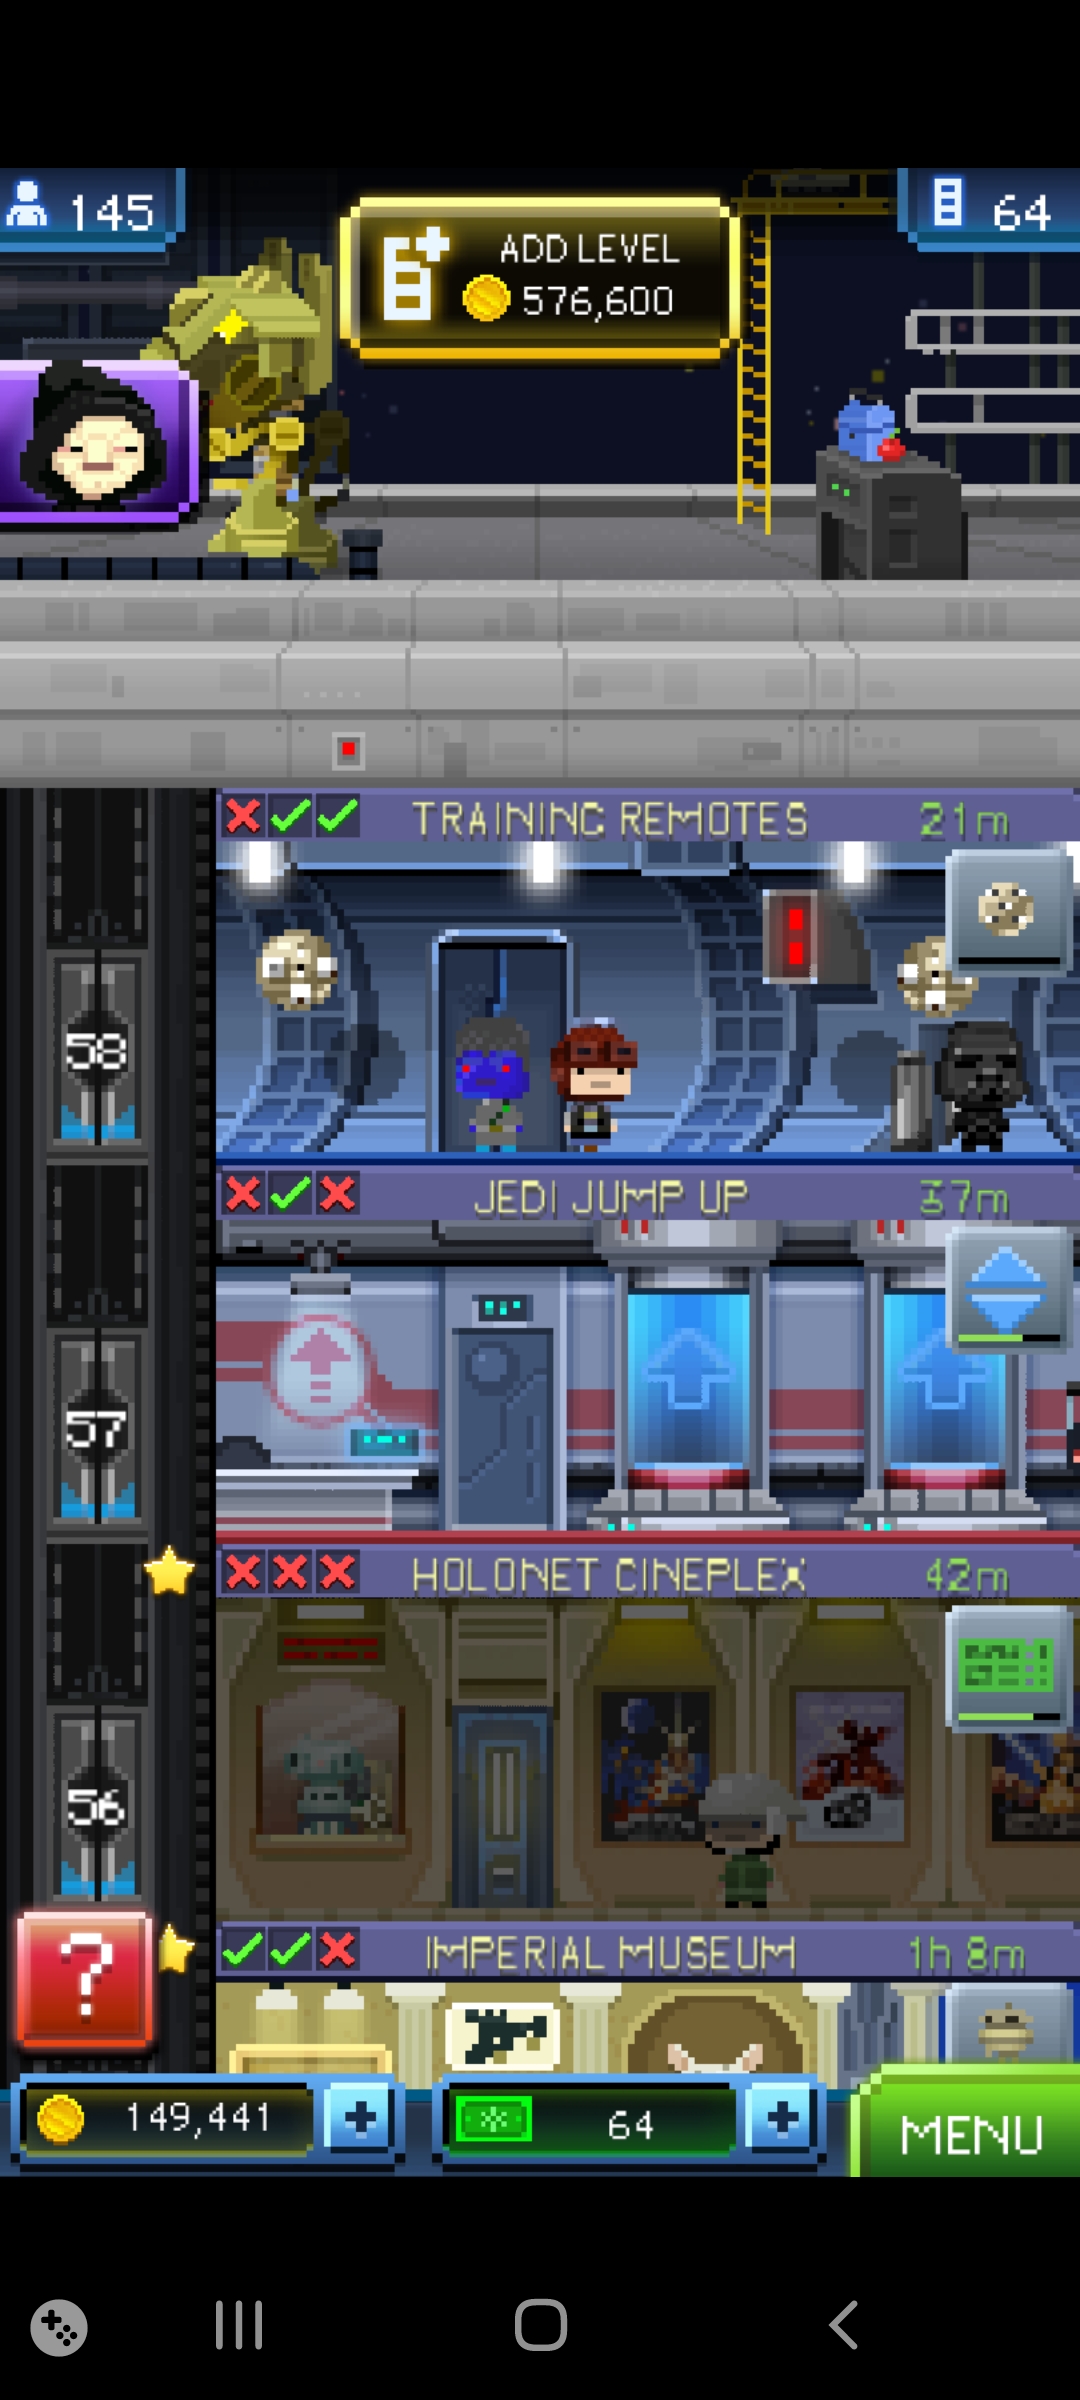 145
ADD LEVEL
576,600
64
TRAINING REMOTES 21m
58
JEDI JUMP UP 37m
57
HOLONET CINEPLEX 42m
56
IMPERIAL MUSEUM 1h 8m
?
149,441 +
64 +
MENU